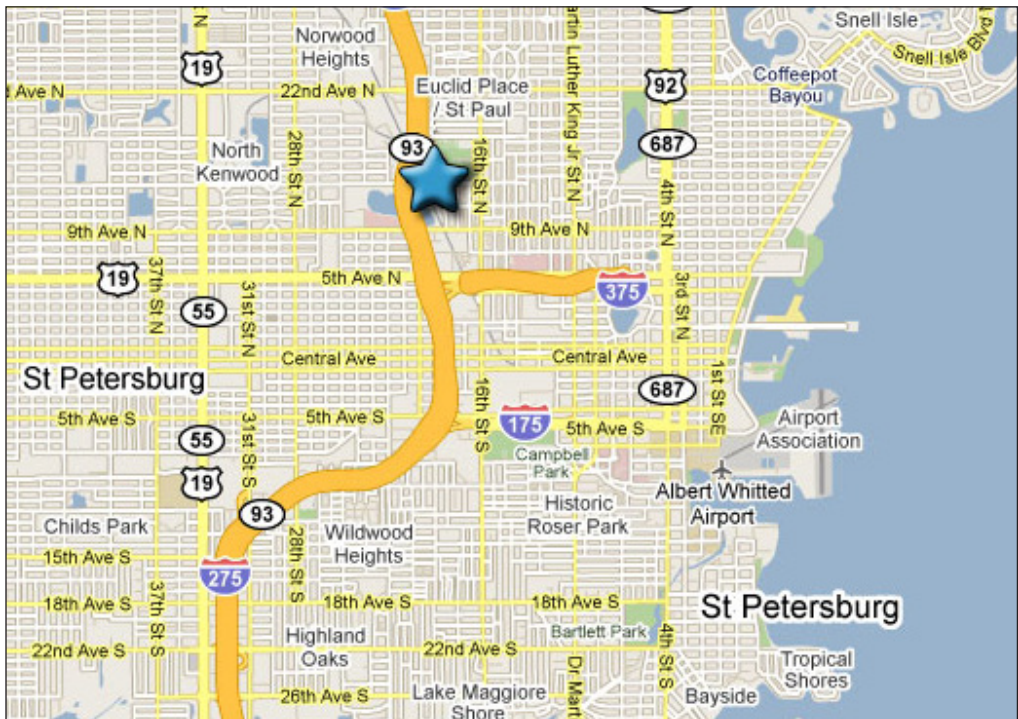 Snell Isle
Norwood
Heights
artin Luther King Jr St N
Snell Isle Blvd
19
Euclid Place
/ St Paul
92
Coffeepot
Bayou
d Ave N
22nd Ave N
28th St N
93
687
North
Kenwood
16th St N
4th St N
9th Ave N
9th Ave N
19
37th St N
5th Ave N
375
3rd St N
55
31st St N
Central Ave
Central Ave
St Petersburg
1st St SE
687
5th Ave S
5th Ave S
16th St S
175
5th Ave S
Airport
Association
55
31st St S
Campbell
Park
19
Albert Whitted
Airport
93
Historic
Roser Park
Childs Park
Wildwood
Heights
15th Ave S
28th St S
275
37th St S
18th Ave S
18th Ave S
18th Ave S
St Petersburg
Bartlett Park
Highland
Oaks
22nd Ave S
22nd Ave S
4th St S
Dr Mart
Tropical
Shores
26th Ave S
Lake Maggiore
Shore
Bayside